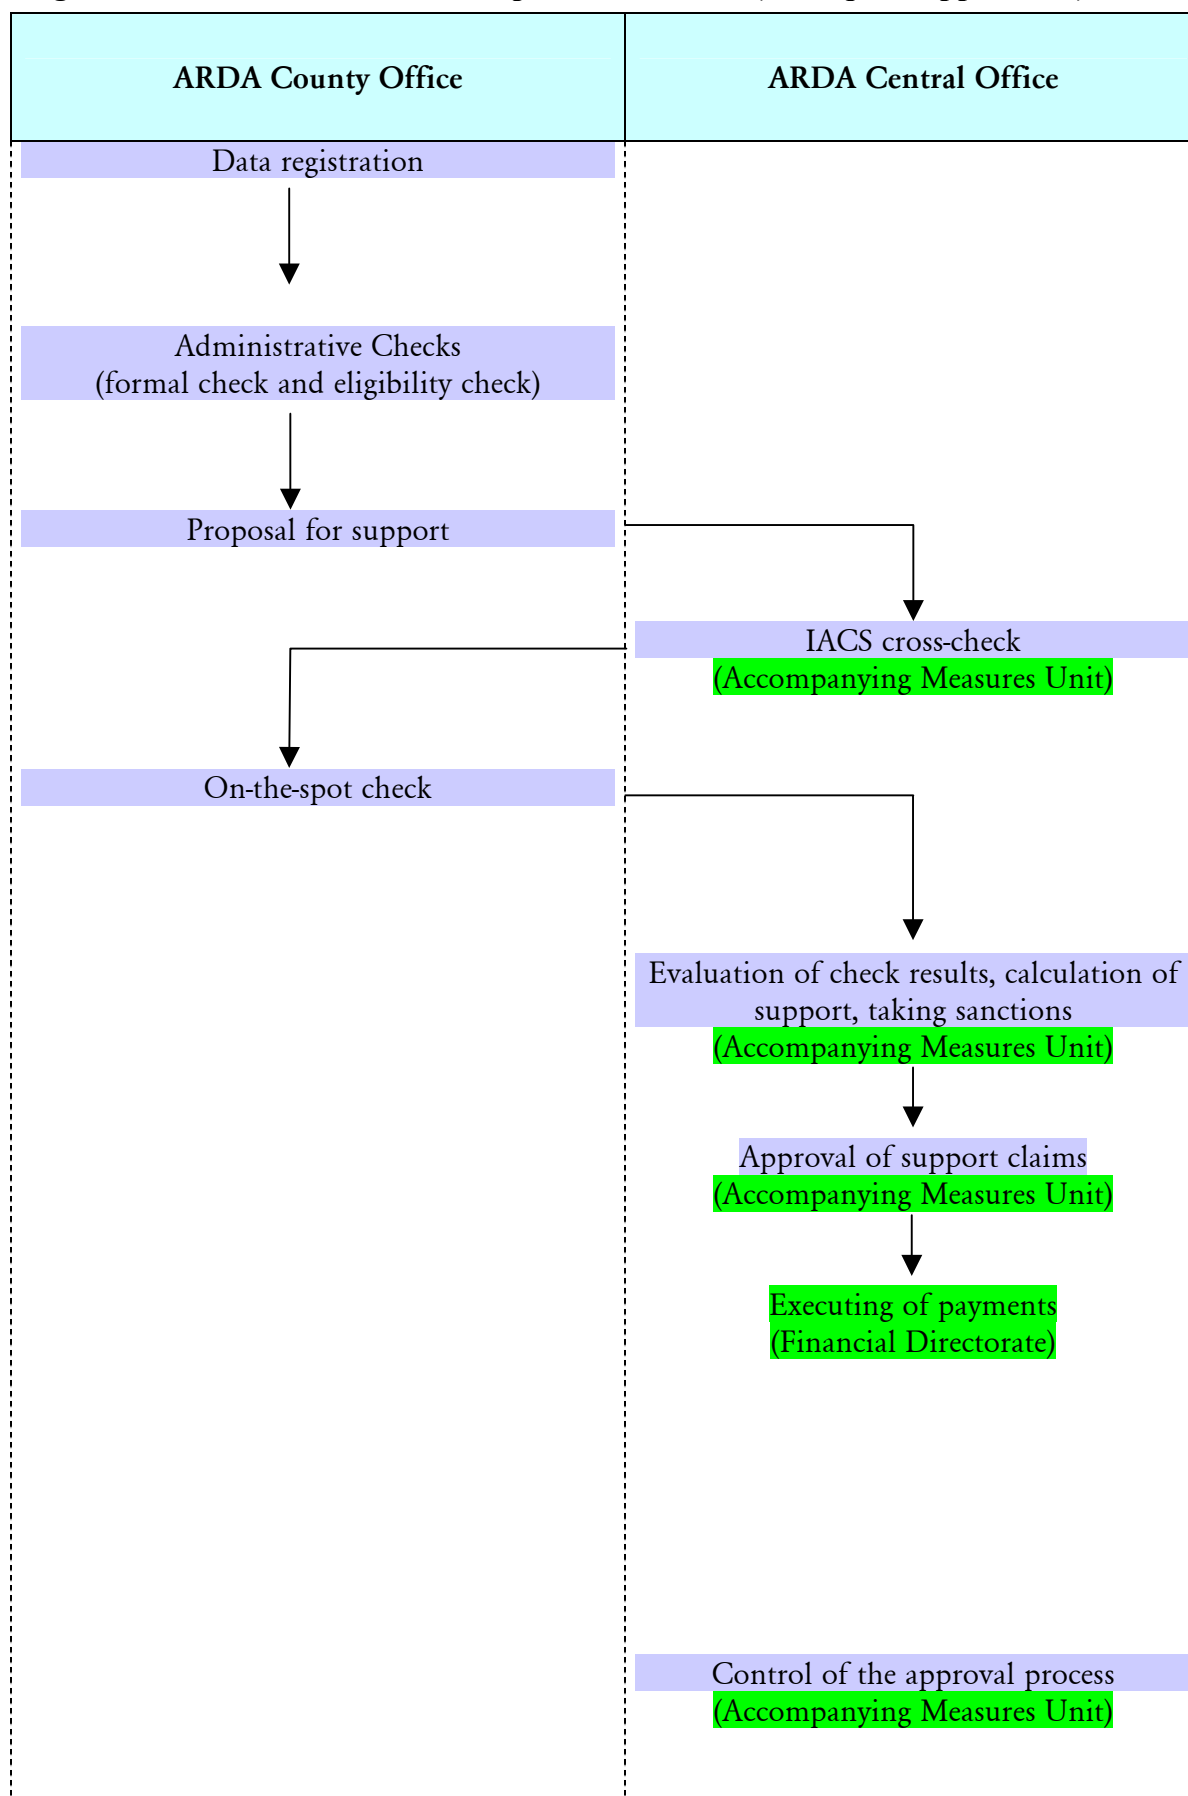 ARDA County Office
ARDA Central Office
Data registration
Administrative Checks
(formal check and eligibility check)
Proposal for support
IACS cross-check
(Accompanying Measures Unit)
On-the-spot check
Evaluation of check results, calculation of
support, taking sanctions
(Accompanying Measures Unit)
Approval of support claims
(Accompanying Measures Unit)
Executing of payments
(Financial Directorate)
Control of the approval process
(Accompanying Measures Unit)